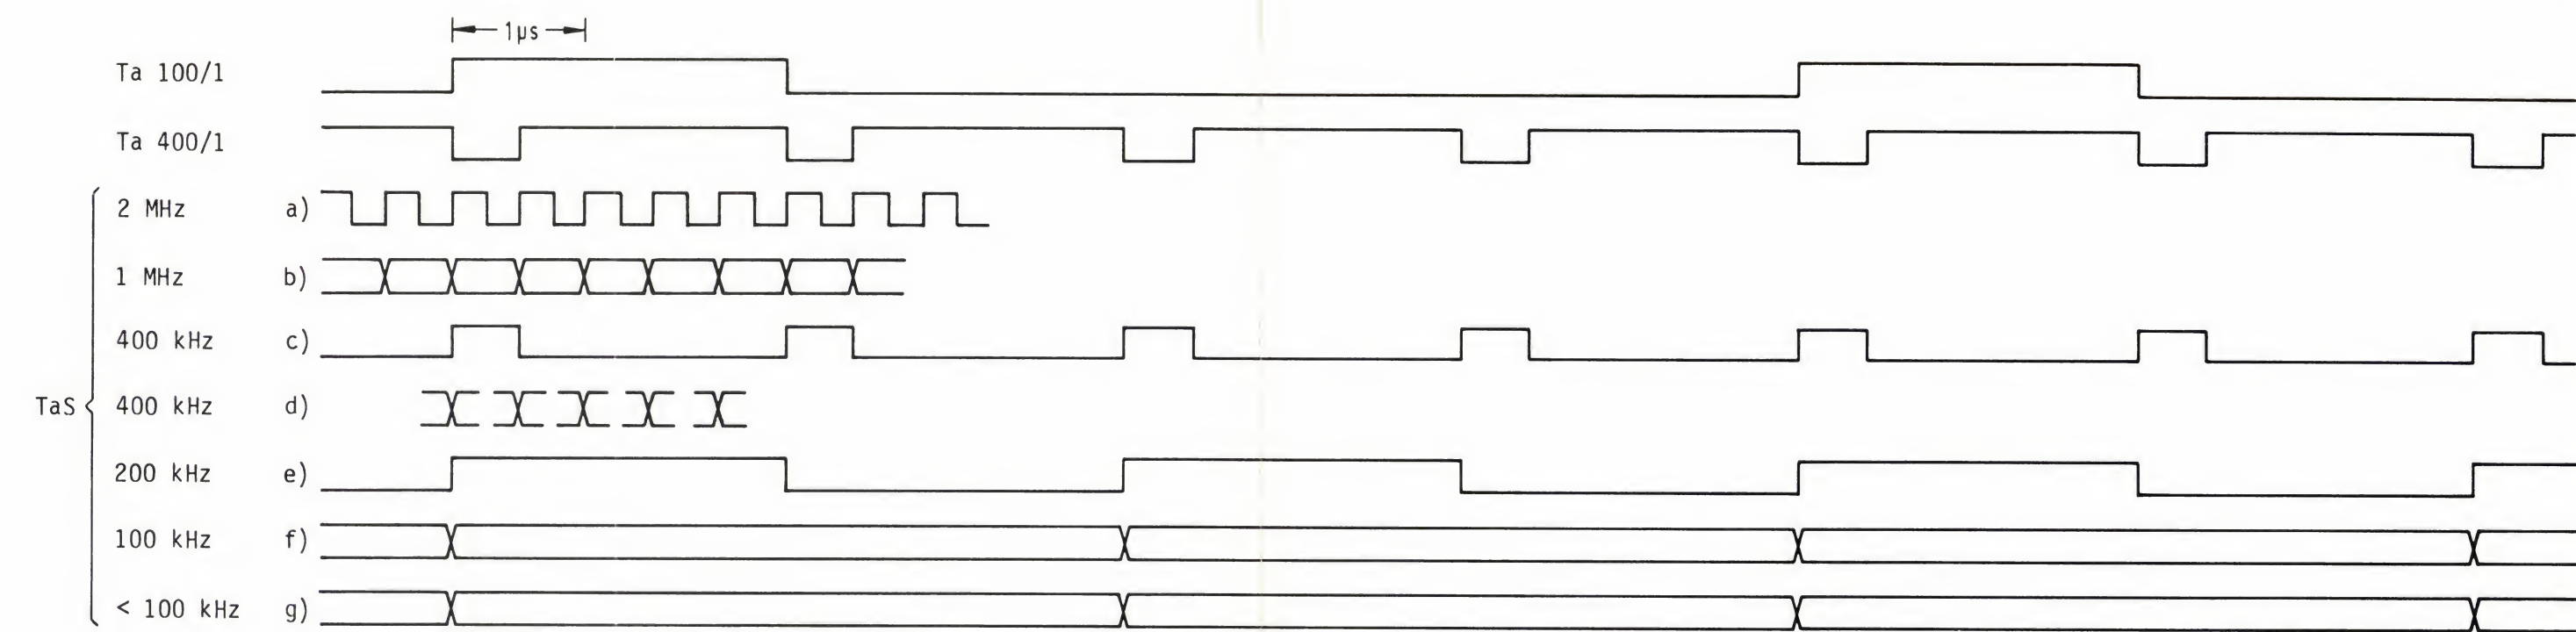 1µs
Ta 100/1
Ta 400/1
2 MHz a)
1 MHz b)
400 kHz c)
TaS 400 kHz d)
200 kHz e)
100 kHz f)
< 100 kHz g)